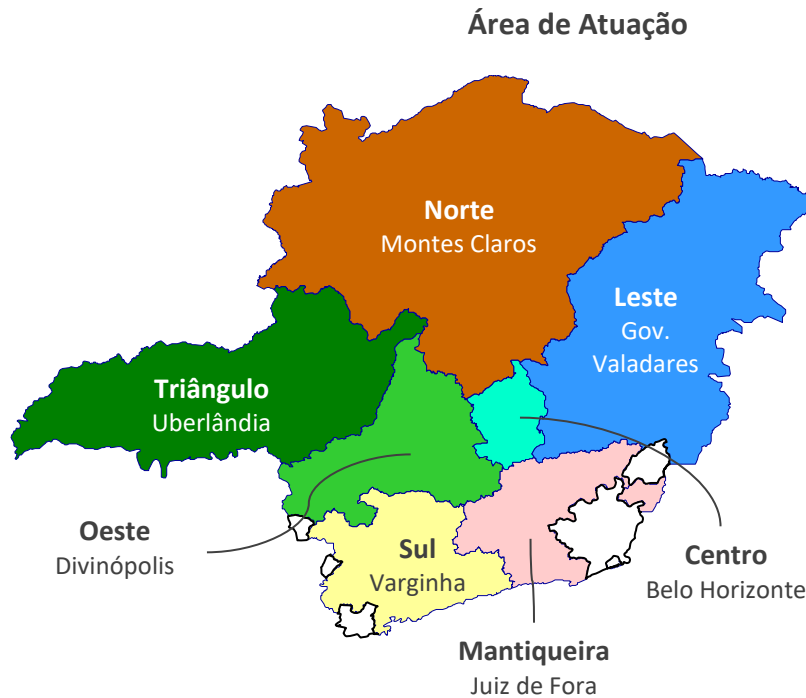 Área de Atuação
Norte
Montes Claros
Leste
Gov.
Valadares
Triângulo
Uberlândia
Oeste
Divinópolis
Sul
Varginha
Centro
Belo Horizonte
Mantiqueira
Juiz de Fora